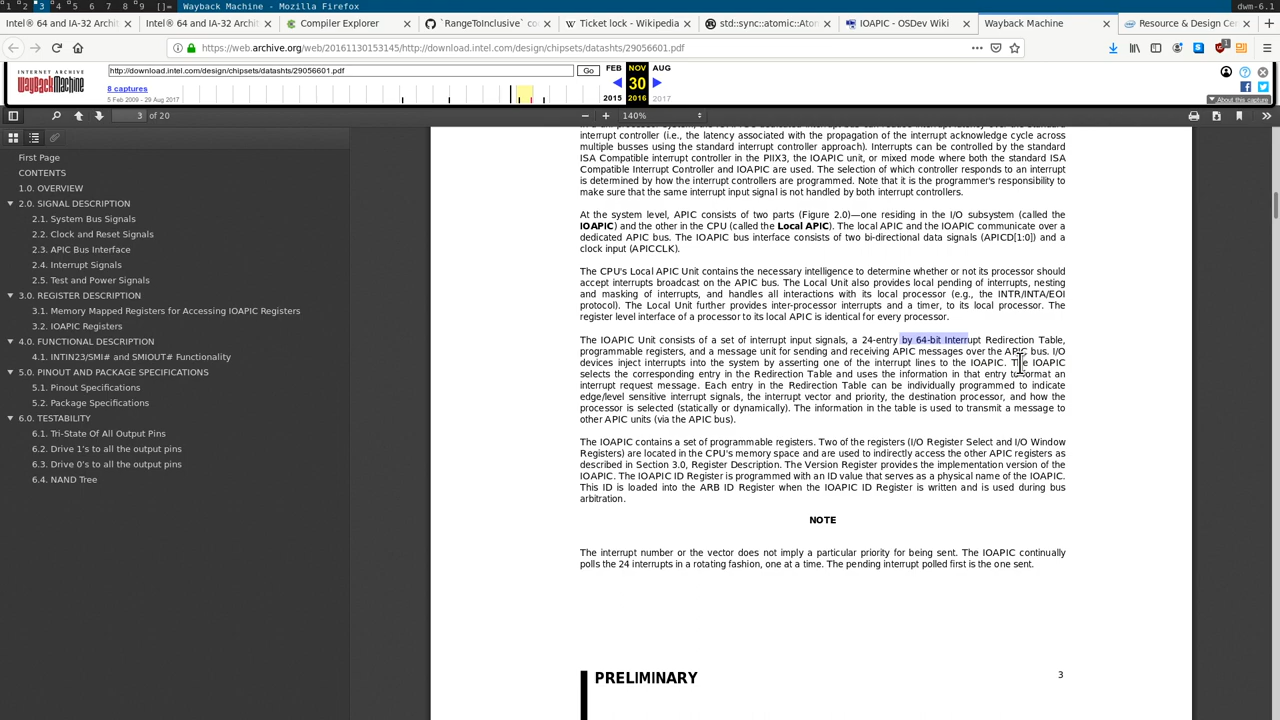 1 2 3 4 5 6 7 8 9 []= Wayback Machine - Mozilla Firefox dwm-6.1
Intel® 64 and IA-32 Archit
Intel® 64 and IA-32 Archit
Compiler Explorer
`RangeToInclusive` co
Ticket lock - Wikipedia
std::sync::atomic::Atom
IOAPIC - OSDev Wiki
Wayback Machine
Resource & Design Ce
https://web.archive.org/web/20161130153145/http://download.intel.com/design/chipsets/datashts/29056601.pdf
INTERNET ARCHIVE
WayBackMachine
http://download.intel.com/design/chipsets/datashts/29056601.pdf
Go
FEB NOV AUG
30
2015 2016 2017
8 captures
5 Feb 2009 - 29 Aug 2017
About this capture
3 of 20
140%
First Page
CONTENTS
1.0. OVERVIEW
2.0. SIGNAL DESCRIPTION
2.1. System Bus Signals
2.2. Clock and Reset Signals
2.3. APIC Bus Interface
2.4. Interrupt Signals
2.5. Test and Power Signals
3.0. REGISTER DESCRIPTION
3.1. Memory Mapped Registers for Accessing IOAPIC Registers
3.2. IOAPIC Registers
4.0. FUNCTIONAL DESCRIPTION
4.1. INTIN23/SMI# and SMIOUT# Signals
5.0. PINOUT AND PACKAGE SPECIFICATIONS
5.1. Pinout Specifications
5.2. Package Specifications
6.0. TESTABILITY
6.1. Tri-State Of All Output Pins
6.2. Drive 1's to all the output pins
6.3. Drive 0's to all the output pins
6.4. NAND Tree
interrupt controller (i.e., the latency associated with the propagation of the interrupt acknowledge cycle across
multiple busses using the standard interrupt controller approach). Interrupts can be controlled by the standard
ISA Compatible interrupt controller in the PIIX3, the IOAPIC unit, or mixed mode where both the standard ISA
Compatible Interrupt Controller and IOAPIC are used. The selection of which controller responds to an interrupt
is determined by how the interrupt controllers are programmed. Note that it is the programmer's responsibility to
make sure that the same interrupt input signal is not handled by both interrupt controllers.
At the system level, APIC consists of two parts (Figure 2.0)—one residing in the I/O subsystem (called the
IOAPIC) and the other in the CPU (called the Local APIC). The local APIC and the IOAPIC communicate over a
dedicated APIC bus. The IOAPIC bus interface consists of two bi-directional data signals (APICD[1:0]) and a
clock input (APICCLK).
The CPU's Local APIC Unit contains the necessary intelligence to determine whether or not its processor should
accept interrupts broadcast on the APIC bus. The Local Unit also provides local pending of interrupts, nesting
and masking of interrupts, and handles all interactions with its local processor (e.g., the INTR/INTA/EOI
protocol). The Local Unit further provides inter-processor interrupts and a timer, to its local processor. The
register level interface of a processor to its local APIC is identical for every processor.
The IOAPIC Unit consists of a set of interrupt input signals, a 24-entry by 64-bit Interrupt Redirection Table,
programmable registers, and a message unit for sending and receiving APIC messages over the APIC bus. I/O
devices inject interrupts into the system by asserting one of the interrupt lines to the IOAPIC. The IOAPIC
selects the corresponding entry in the Redirection Table and uses the information in that entry to format an
interrupt request message. Each entry in the Redirection Table can be individually programmed to indicate
edge/level sensitive interrupt signals, the interrupt vector and priority, the destination processor, and how the
processor is selected (statically or dynamically). The information in the table is used to transmit a message to
other APIC units (via the APIC bus).
The IOAPIC contains a set of programmable registers. Two of the registers (I/O Register Select and I/O Window
Registers) are located in the CPU's memory space and are used to indirectly access the other APIC registers as
described in Section 3.0, Register Description. The Version Register provides the implementation version of the
IOAPIC. The IOAPIC ID Register is programmed with an ID value that serves as a physical name of the IOAPIC.
This ID is loaded into the ARB ID Register when the IOAPIC ID Register is written and is used during bus
arbitration.
NOTE
The interrupt number or the vector does not imply a particular priority for being sent. The IOAPIC continually
polls the 24 interrupts in a rotating fashion, one at a time. The pending interrupt polled first is the one sent.
PRELIMINARY
3